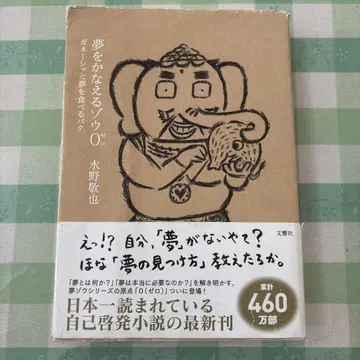 夢をかなえるゾウ0
ゼロ
ガネーシャと夢を食べるバク
水野敬也
文響社
えっ!? 自分、「夢」がないやて?
ほな「夢の見つけ方」教えたろか。
「夢とは何か?」「夢は本当に必要なのか?」を解き明かす、
夢ゾウシリーズの原点「0(ゼロ)」ついに登場!
日本一読まれている
自己啓発小説の最新刊
累計
460
万部